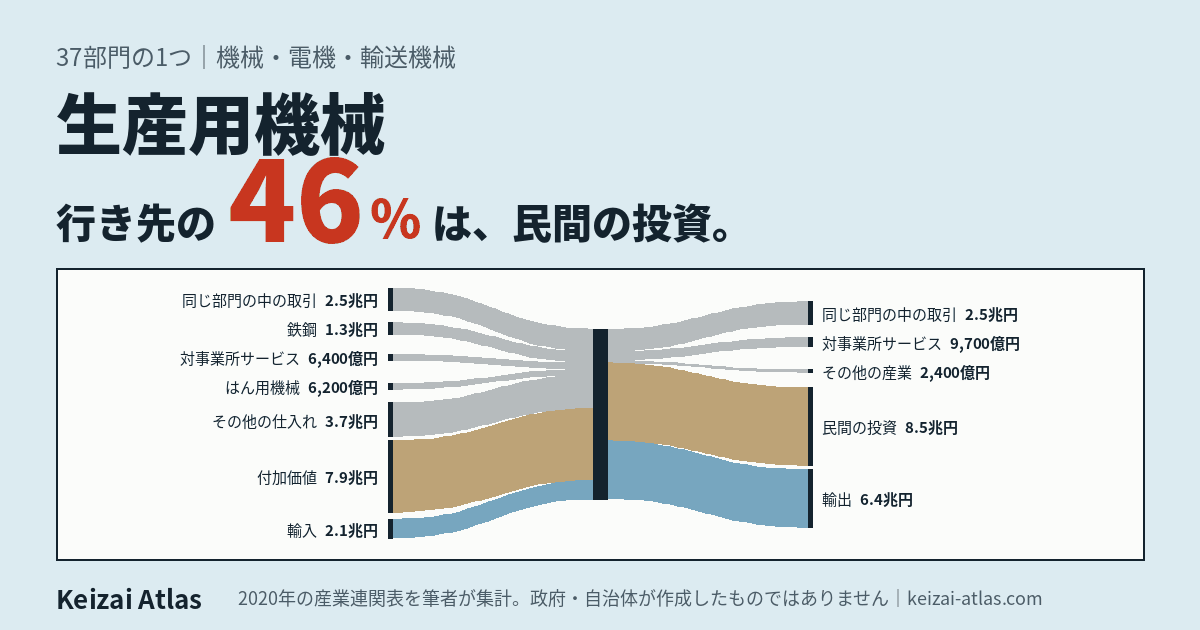 37部門の1つ｜機械・電機・輸送機械
生産用機械
行き先の 46% は、民間の投資。
同じ部門の中の取引 2.5兆円
鉄鋼 1.3兆円
対事業所サービス 6,400億円
はん用機械 6,200億円
その他の仕入れ 3.7兆円
付加価値 7.9兆円
輸入 2.1兆円
同じ部門の中の取引 2.5兆円
対事業所サービス 9,700億円
その他の産業 2,400億円
民間の投資 8.5兆円
輸出 6.4兆円
Keizai Atlas
2020年の産業連関表を筆者が集計。政府・自治体が作成したものではありません｜keizai-atlas.com